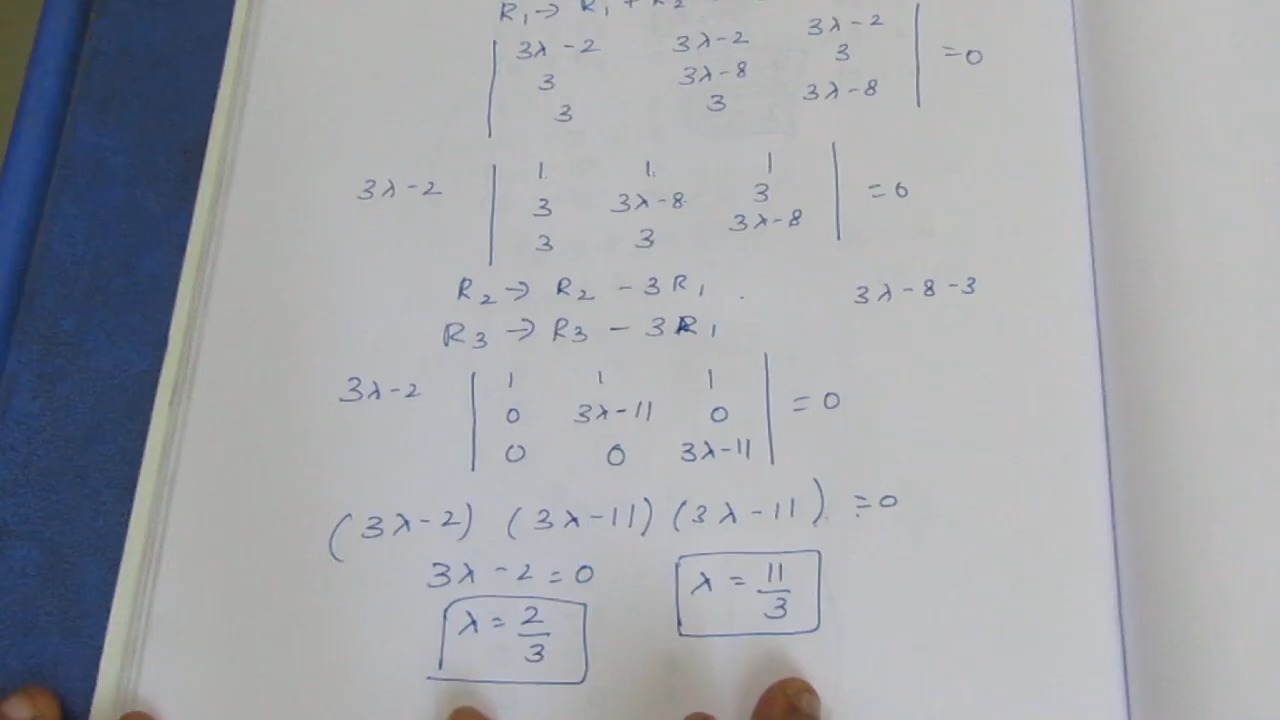 R₁ → R₁ + R₂
| 3λ-2 3λ-2 3λ-2 |
| 3 3λ-8 3 | =0
| 3 3 3λ-8 |
| 1 1 1 |
3λ-2 | 3 3λ-8 3 | =0
| 3 3 3λ-8 |
R₂ → R₂ - 3R₁ . 3λ-8-3
R₃ → R₃ - 3R₁
| 1 1 1 |
3λ-2 | 0 3λ-11 0 | =0
| 0 0 3λ-11 |
(3λ-2) (3λ-11) (3λ-11) =0
3λ-2=0 λ = 11/3
λ = 2/3